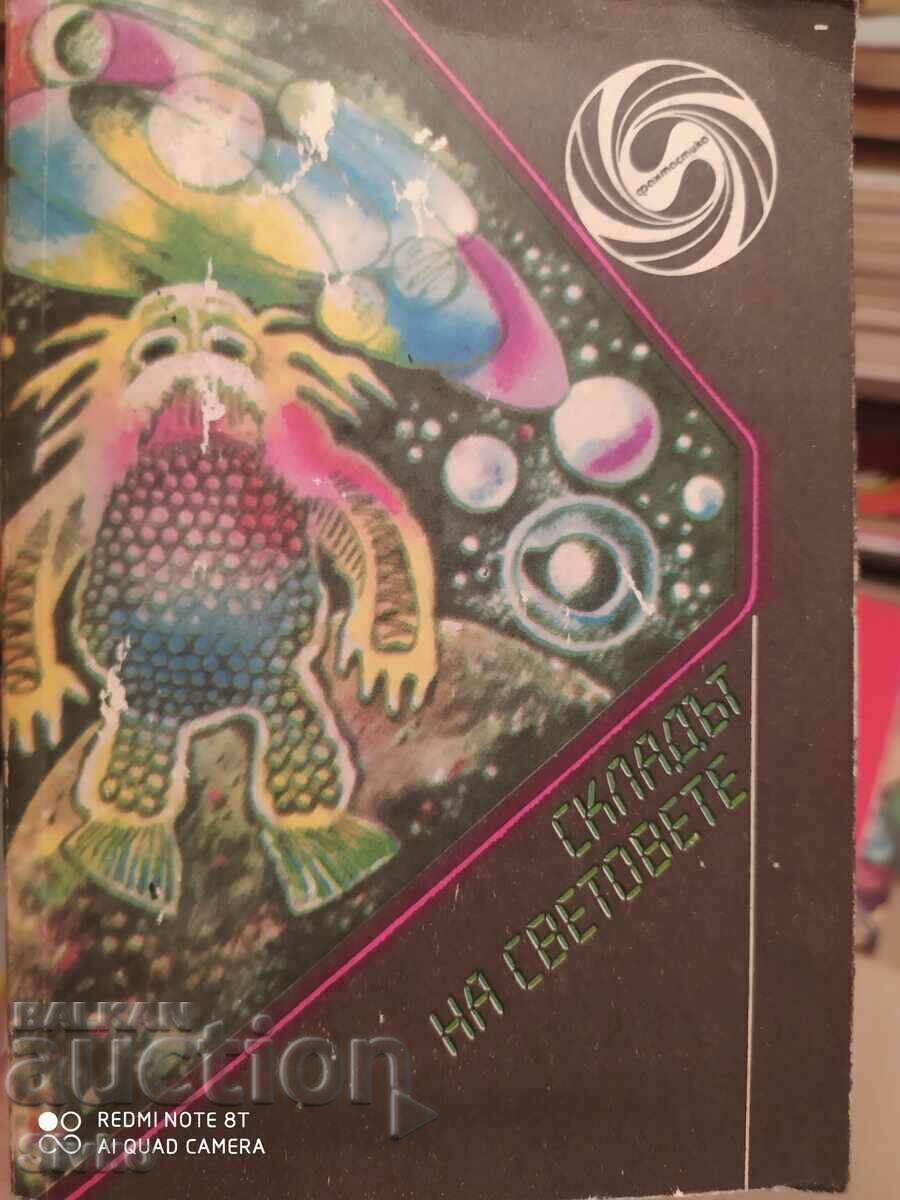 фантастика
СКЛАДЪТ
НА СВЕТОВЕТЕ
BALKAN
auction
REDMI NOTE 8T
AI QUAD CAMERA